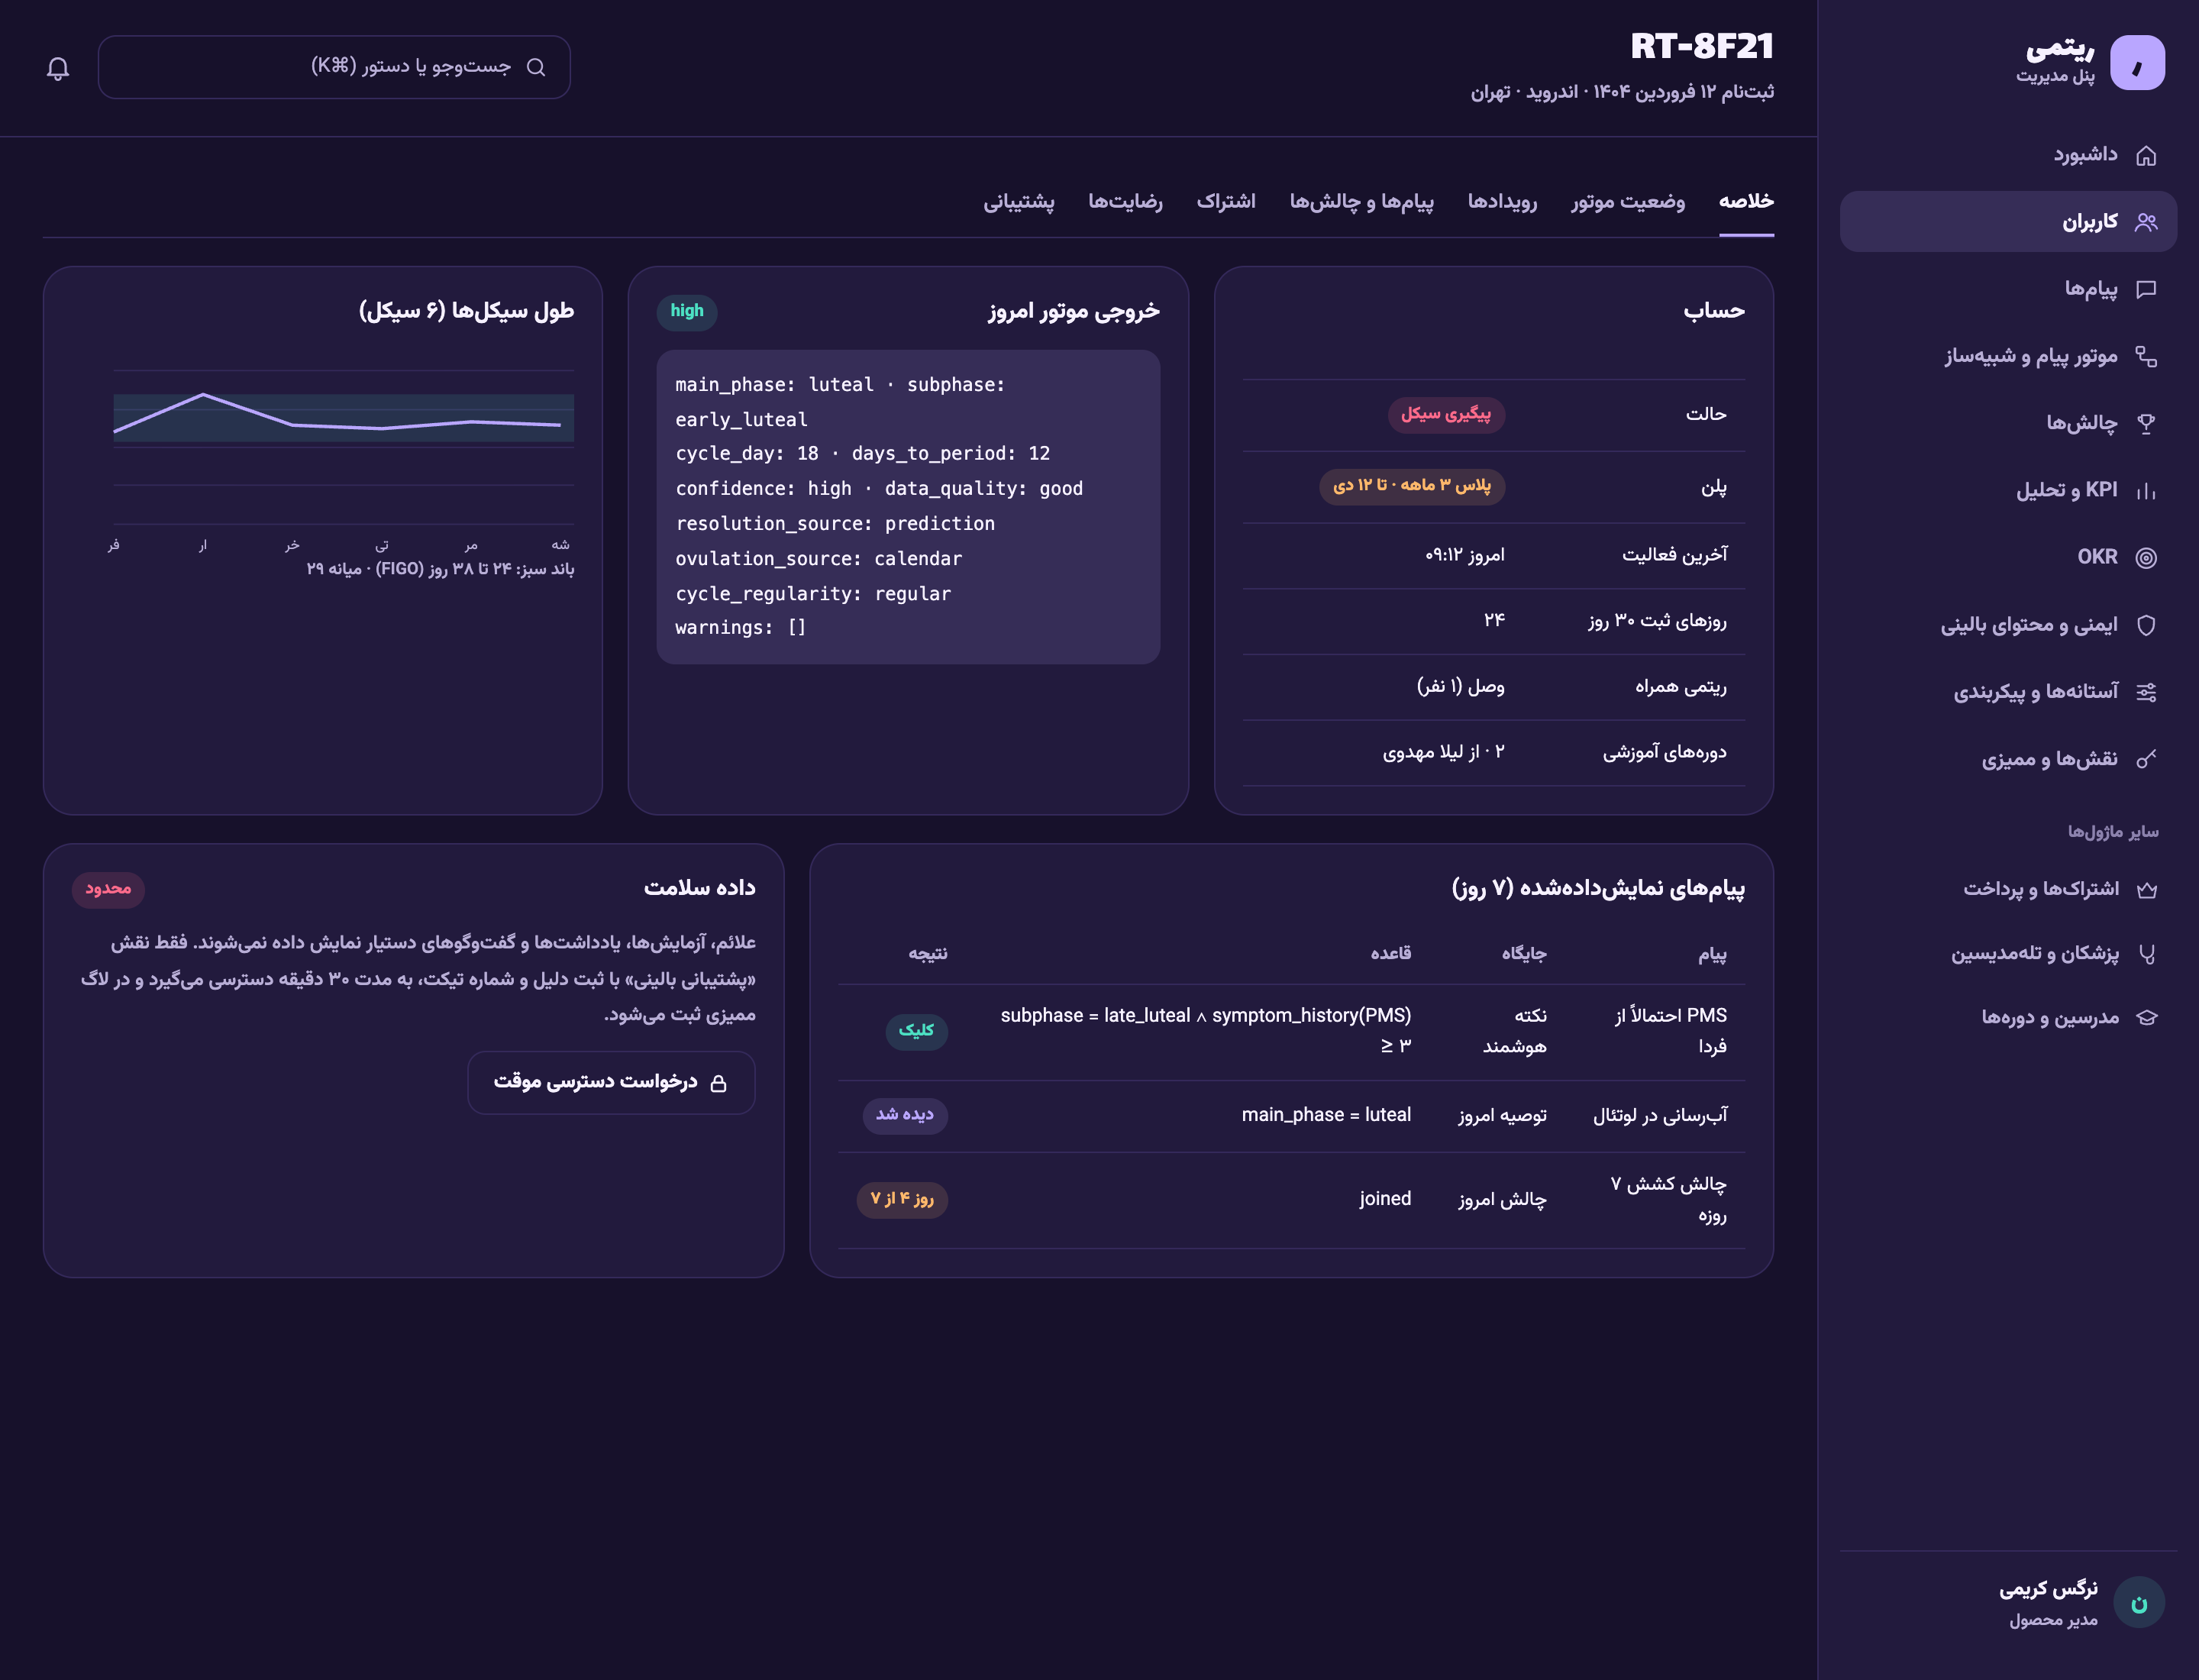 ریتمی
پنل مدیریت
داشبورد
کاربران
پیام‌ها
موتور پیام و شبیه‌ساز
چالش‌ها
KPI و تحلیل
OKR
ایمنی و محتوای بالینی
آستانه‌ها و پیکربندی
نقش‌ها و ممیزی
سایر ماژول‌ها
اشتراک‌ها و پرداخت
پزشکان و تله‌مدیسین
مدرسین و دوره‌ها
نرگس کریمی
مدیر محصول
ن
RT-8F21
ثبت‌نام ۱۲ فروردین ۱۴۰۴ · اندروید · تهران
جست‌وجو یا دستور (⌘K)
خلاصه
وضعیت موتور
رویدادها
پیام‌ها و چالش‌ها
اشتراک
رضایت‌ها
پشتیبانی
حساب
حالت
پیگیری سیکل
پلن
پلاس ۳ ماهه · تا ۱۲ دی
آخرین فعالیت
امروز ۰۹:۱۲
روزهای ثبت ۳۰ روز
۲۴
ریتمی همراه
وصل (۱ نفر)
دوره‌های آموزشی
۲ · از لیلا مهدوی
خروجی موتور امروز
high
main_phase: luteal · subphase:
early_luteal
cycle_day: 18 · days_to_period: 12
confidence: high · data_quality: good
resolution_source: prediction
ovulation_source: calendar
cycle_regularity: regular
warnings: []
طول سیکل‌ها (۶ سیکل)
شه
مر
تی
خر
ار
فر
باند سبز: ۲۴ تا ۳۸ روز (FIGO) · میانه ۲۹
پیام‌های نمایش‌داده‌شده (۷ روز)
پیام
جایگاه
قاعده
نتیجه
PMS احتمالاً از
فردا
نکته
هوشمند
subphase = late_luteal ∧ symptom_history(PMS)
≥ ۳
کلیک
آب‌رسانی در لوتئال
توصیه امروز
main_phase = luteal
دیده شد
چالش کشش ۷
روزه
چالش امروز
joined
روز ۴ از ۷
داده سلامت
محدود
علائم، آزمایش‌ها، یادداشت‌ها و گفت‌وگوهای دستیار نمایش داده نمی‌شوند. فقط نقش
«پشتیبانی بالینی» با ثبت دلیل و شماره تیکت، به مدت ۳۰ دقیقه دسترسی می‌گیرد و در لاگ
ممیزی ثبت می‌شود.
درخواست دسترسی موقت